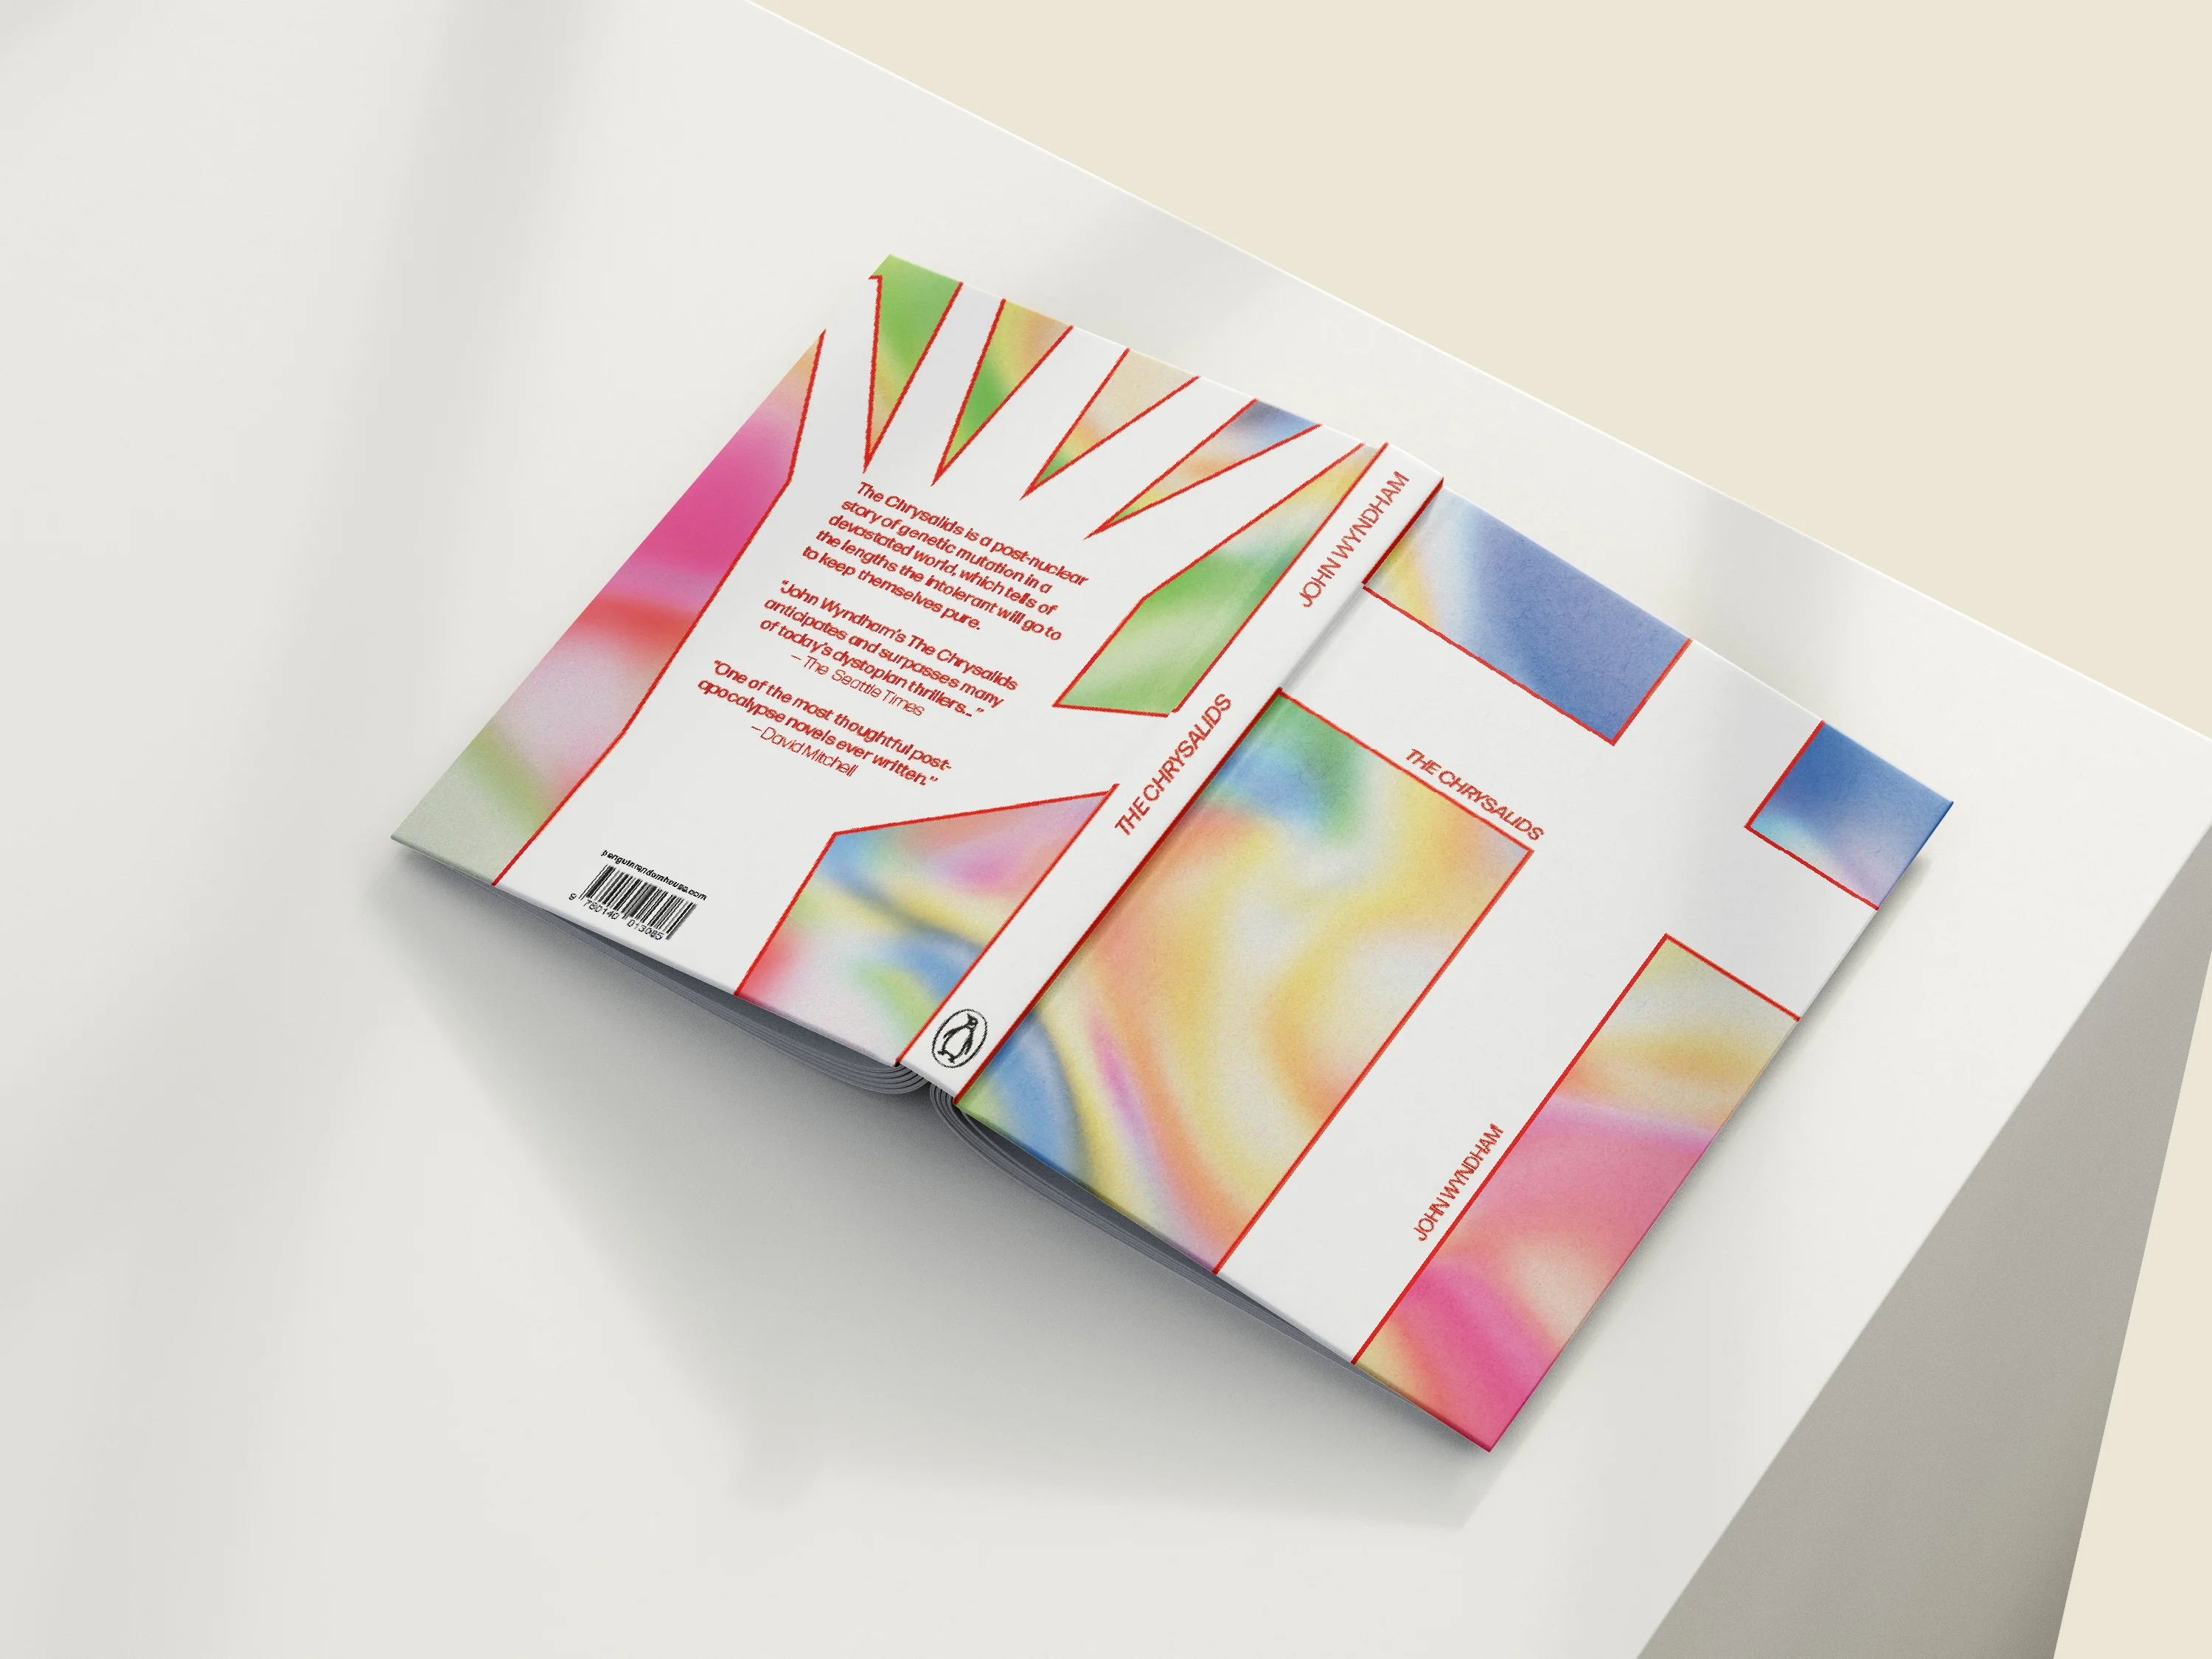 The Chrysalids is a post-nuclear
story of genetic mutation in a
devastated world, which tells of
the lengths the intolerant will go to
to keep themselves pure.
“John Wyndham’s The Chrysalids
anticipates and surpasses many
of today’s dystopian thrillers...”
– The Seattle Times
“One of the most thoughtful post-
apocalypse novels ever written.”
– David Mitchell
penguinrandomhouse.com
9 780140 013085
JOHN WYNDHAM
THE CHRYSALIDS
THE CHRYSALIDS
JOHN WYNDHAM